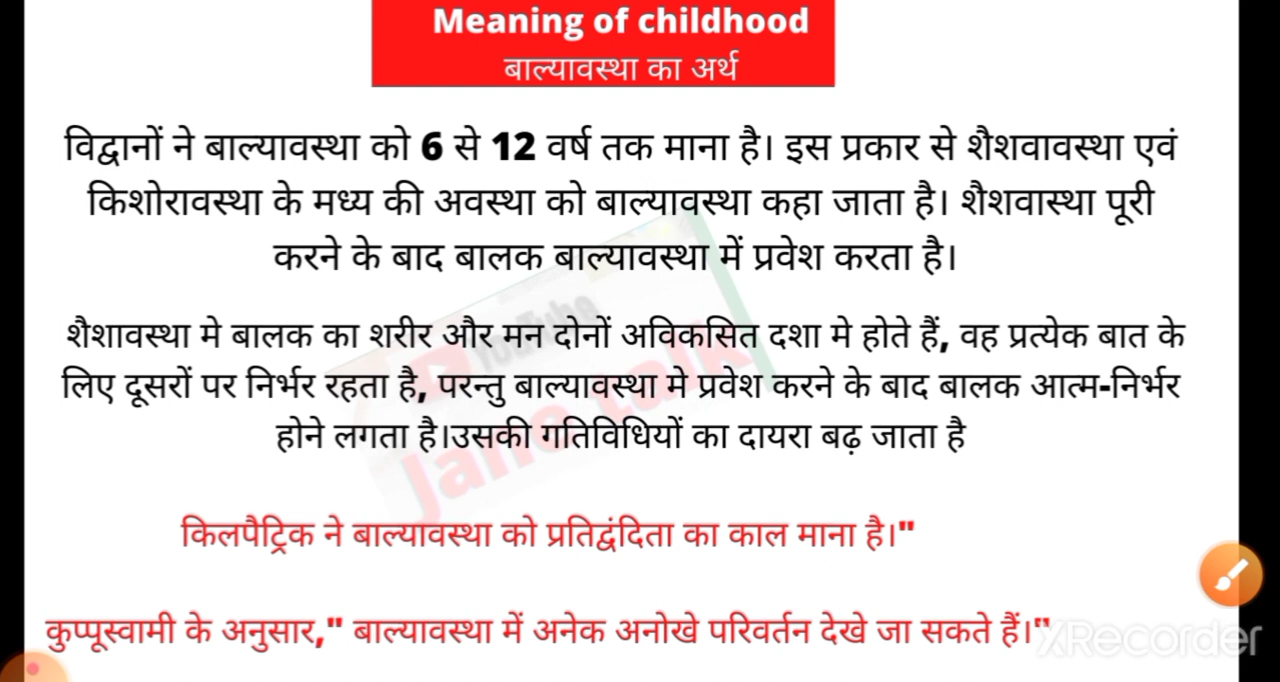 Meaning of childhood
बाल्यावस्था का अर्थ
विद्वानों ने बाल्यावस्था को 6 से 12 वर्ष तक माना है। इस प्रकार से शैशवावस्था एवं
किशोरावस्था के मध्य की अवस्था को बाल्यावस्था कहा जाता है। शैशवास्था पूरी
करने के बाद बालक बाल्यावस्था में प्रवेश करता है।
शैशावस्था मे बालक का शरीर और मन दोनों अविकसित दशा मे होते हैं, वह प्रत्येक बात के
लिए दूसरों पर निर्भर रहता है, परन्तु बाल्यावस्था मे प्रवेश करने के बाद बालक आत्म-निर्भर
होने लगता है।उसकी गतिविधियों का दायरा बढ़ जाता है
YouTube
Jane talk
किलपैट्रिक ने बाल्यावस्था को प्रतिद्वंदिता का काल माना है।"
कुप्पूस्वामी के अनुसार," बाल्यावस्था में अनेक अनोखे परिवर्तन देखे जा सकते हैं।"
XRecorder